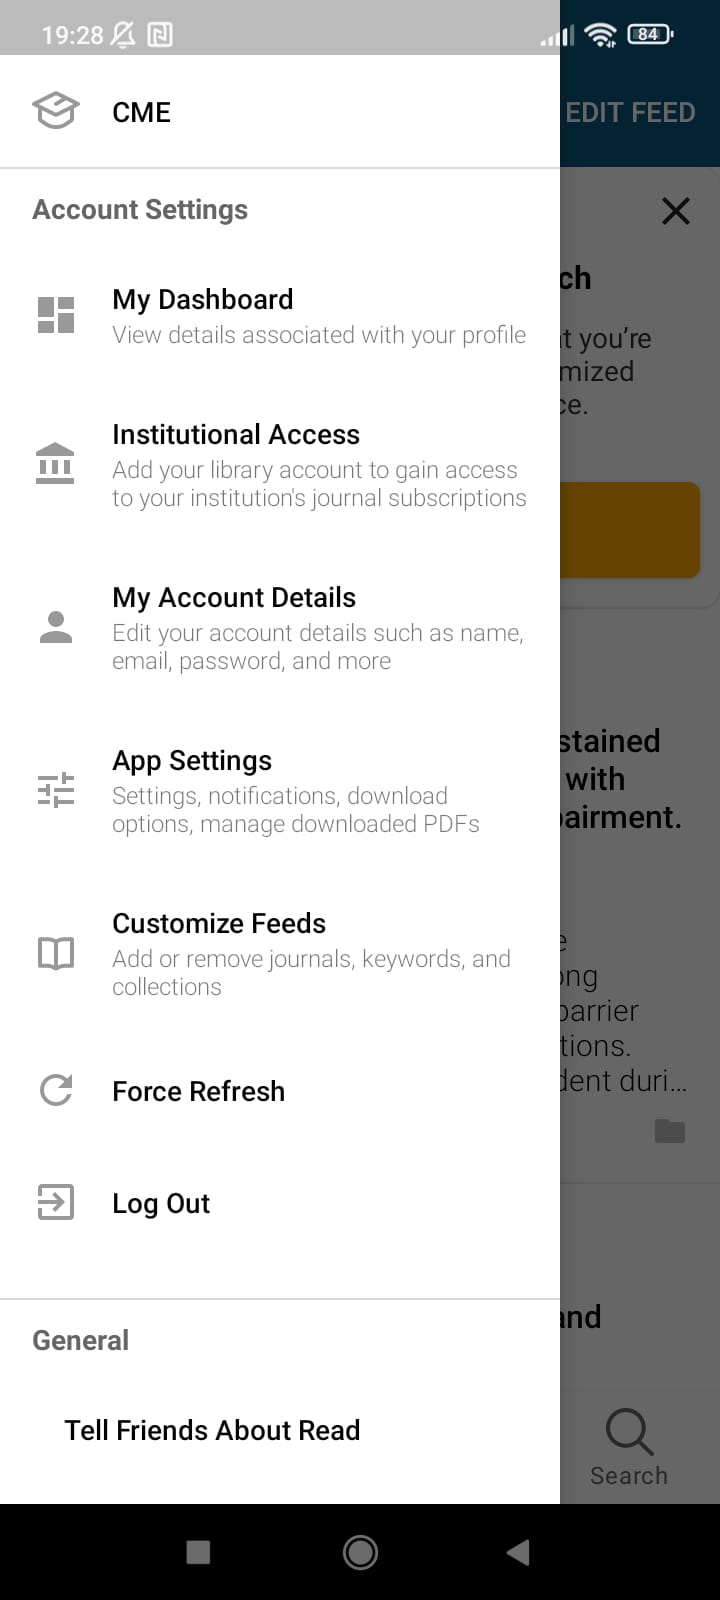 19:28
84
CME
EDIT FEED
Account Settings
ch
My Dashboard
View details associated with your profile
t you're
mized
ce.
Institutional Access
Add your library account to gain access
to your institution's journal subscriptions
My Account Details
Edit your account details such as name,
email, password, and more
stained
with
pairment.
App Settings
Settings, notifications, download
options, manage downloaded PDFs
Customize Feeds
Add or remove journals, keywords, and
collections
e
ong
barrier
tions.
dent duri...
Force Refresh
Log Out
and
General
Tell Friends About Read
Search